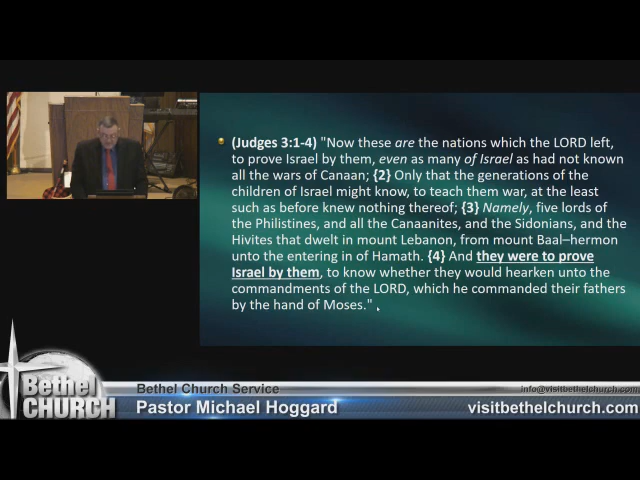 (Judges 3:1-4) "Now these are the nations which the LORD left,
to prove Israel by them, even as many of Israel as had not known
all the wars of Canaan; {2} Only that the generations of the
children of Israel might know, to teach them war, at the least
such as before knew nothing thereof; {3} Namely, five lords of
the Philistines, and all the Canaanites, and the Sidonians, and the
Hivites that dwelt in mount Lebanon, from mount Baal–hermon
unto the entering in of Hamath. {4} And they were to prove
Israel by them, to know whether they would hearken unto the
commandments of the LORD, which he commanded their fathers
by the hand of Moses."
Bethel
CHURCH
Bethel Church Service
info@visitbethelchurch.com
Pastor Michael Hoggard
visitbethelchurch.com